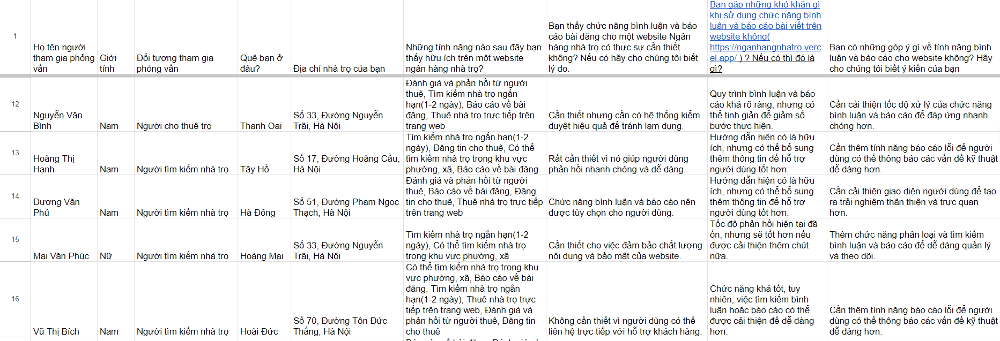 1
Họ tên người
tham gia phỏng
vấn
Giới
tính
Đối tượng tham gia
phỏng vấn
Quê bạn ở
đâu?
Địa chỉ nhà trọ của bạn
Những tính năng nào sau đây bạn
thấy hữu ích trên một website
ngân hàng nhà trọ?
Bạn thấy chức năng bình luận và báo
cáo bài đăng cho một website Ngân
hàng nhà trọ có thực sự cần thiết
không? Nếu có hãy cho chúng tôi biết
lý do.
Bạn gặp những khó khăn gì
khi sử dụng chức năng bình
luận và báo cáo bài viết trên
website không(
https://nganhangnhatro.verc
el.app/ ) ? Nếu có thì đó là
gì?
Bạn có những góp ý gì về tính năng bình
luận và báo cáo cho website không? Hãy
cho chúng tôi biết ý kiến của bạn
12
Nguyễn Văn
Bình
Nam
Người cho thuê trọ
Thanh Oai
Số 33, Đường Nguyễn
Trãi, Hà Nội
Đánh giá và phản hồi từ người
thuê, Tìm kiếm nhà trọ ngắn
hạn(1-2 ngày), Báo cáo về bài
đăng, Thuê nhà trọ trực tiếp trên
trang web
Cần thiết nhưng cần có hệ thống kiểm
duyệt hiệu quả để tránh lạm dụng.
Quy trình bình luận và báo
cáo khá rõ ràng, nhưng có
thể tinh giản để giảm số
bước thực hiện.
Cần cải thiện tốc độ xử lý của chức năng
bình luận và báo cáo để đáp ứng nhanh
chóng hơn.
13
Hoàng Thị
Hạnh
Nam
Người tìm kiếm nhà trọ
Tây Hồ
Số 17, Đường Hoàng Cầu,
Hà Nội
Tìm kiếm nhà trọ ngắn hạn(1-2
ngày), Đăng tin cho thuê, Có thể
tìm kiếm nhà trọ trong khu vực
phường, xã, Báo cáo về bài đăng
Rất cần thiết vì nó giúp người dùng
phản hồi nhanh chóng và dễ dàng.
Hướng dẫn hiện có là hữu
ích, nhưng có thể bổ sung
thêm thông tin để hỗ trợ
người dùng tốt hơn.
Cần thêm tính năng báo cáo lỗi để người
dùng có thể thông báo các vấn đề kỹ thuật
dễ dàng hơn.
14
Dương Văn
Phú
Nam
Người tìm kiếm nhà trọ
Hà Đông
Số 51, Đường Phạm Ngọc
Thạch, Hà Nội
Đánh giá và phản hồi từ người
thuê, Báo cáo về bài đăng, Đăng
tin cho thuê, Thuê nhà trọ trực tiếp
trên trang web
Chức năng bình luận và báo cáo nên
được tùy chọn cho người dùng.
Hướng dẫn hiện có là hữu
ích, nhưng có thể bổ sung
thêm thông tin để hỗ trợ
người dùng tốt hơn.
Cần cải thiện giao diện người dùng để tạo
ra trải nghiệm thân thiện và trực quan
hơn.
15
Mai Văn Phúc
Nữ
Người tìm kiếm nhà trọ
Hoàng Mai
Số 33, Đường Nguyễn
Trãi, Hà Nội
Tìm kiếm nhà trọ ngắn hạn(1-2
ngày), Có thể tìm kiếm nhà trọ
trong khu vực phường, xã
Cần thiết cho việc đảm bảo chất lượng
nội dung và bảo mật của website.
Tốc độ phản hồi hiện tại đã
ổn, nhưng sẽ tốt hơn nếu
được cải thiện thêm chút
nữa.
Thêm chức năng phân loại và tìm kiếm
bình luận và báo cáo để dễ dàng quản lý
và theo dõi.
16
Vũ Thị Bích
Nam
Người tìm kiếm nhà trọ
Hoài Đức
Số 70, Đường Tôn Đức
Thắng, Hà Nội
Có thể tìm kiếm nhà trọ trong khu
vực phường, xã, Báo cáo về bài
đăng, Tìm kiếm nhà trọ ngắn
hạn(1-2 ngày), Thuê nhà trọ trực
tiếp trên trang web, Đánh giá và
phản hồi từ người thuê, Đăng tin
cho thuê
Không cần thiết vì người dùng có thể
liên hệ trực tiếp với hỗ trợ khách hàng.
Chức năng khá tốt, tuy
nhiên, việc tìm kiếm bình
luận hoặc báo cáo có thể
được cải thiện để dễ dàng
hơn.
Cần thêm tính năng báo cáo lỗi để người
dùng có thể thông báo các vấn đề kỹ thuật
dễ dàng hơn.